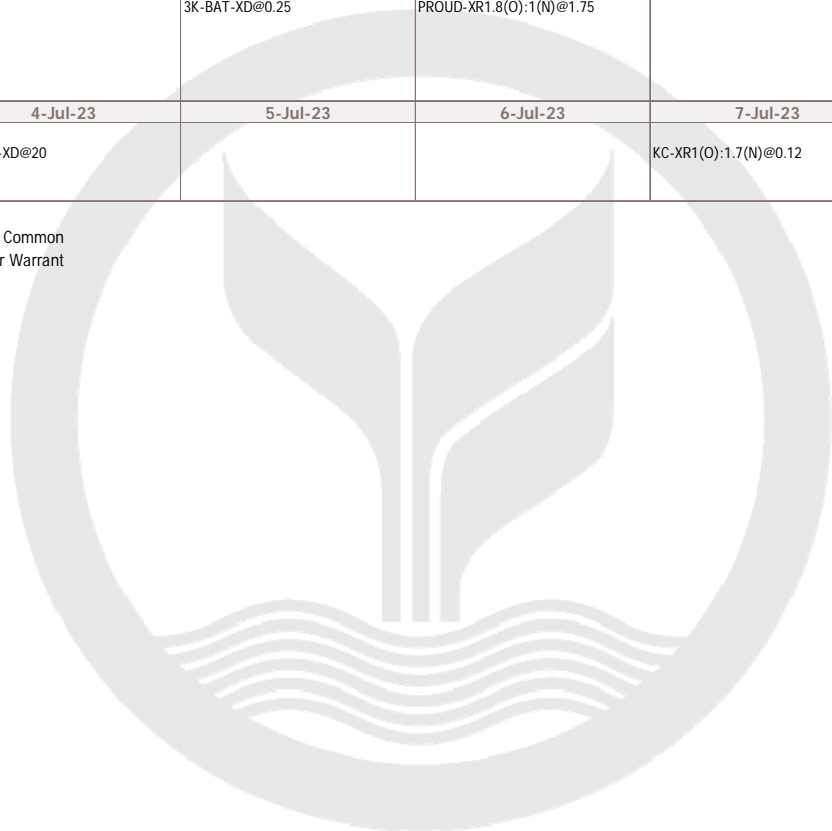 3K-BAT-XD@0.25 PROUD-XR1.8(O):1(N)@1.75
4-Jul-23 5-Jul-23 6-Jul-23 7-Jul-23
-XD@20 KC-XR1(O):1.7(N)@0.12
Common
r Warrant